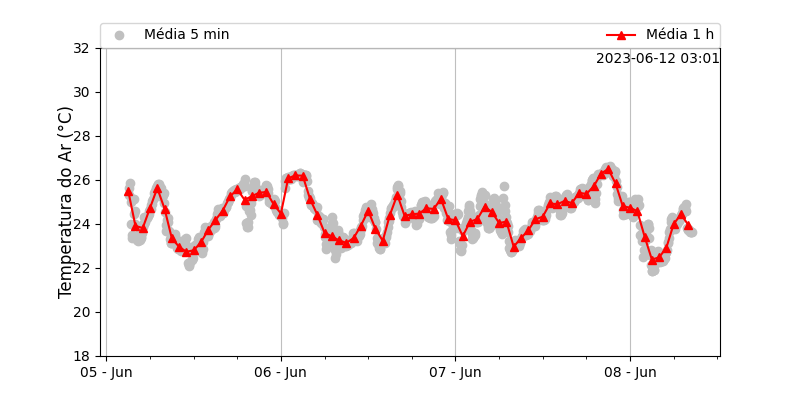 Média 5 min
Média 1 h
2023-06-12 03:01
Temperatura do Ar (°C)
32
30
28
26
24
22
20
18
05 - Jun
06 - Jun
07 - Jun
08 - Jun